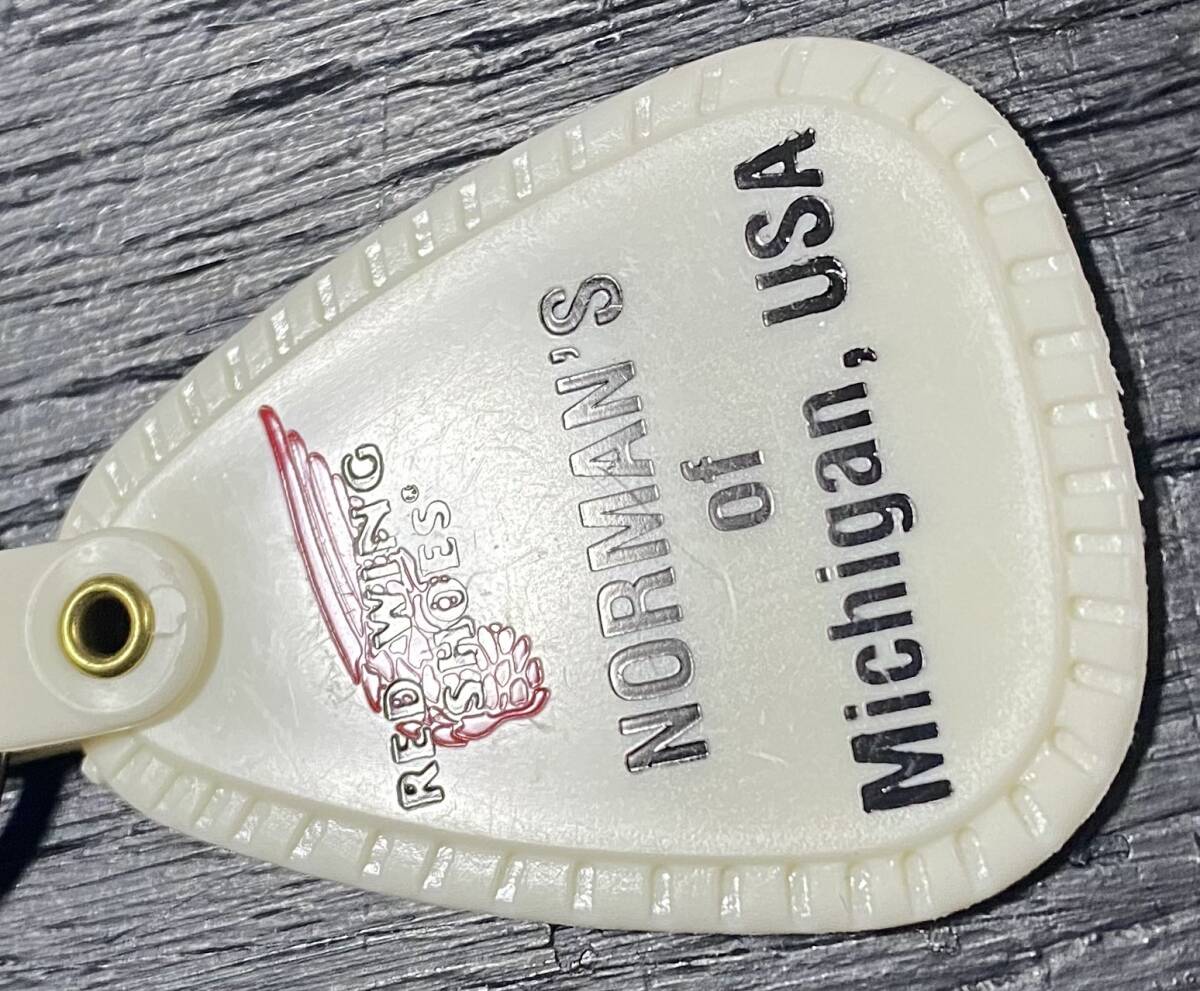 RED WING
SHOES®
NORMAN'S
of
Michigan, USA